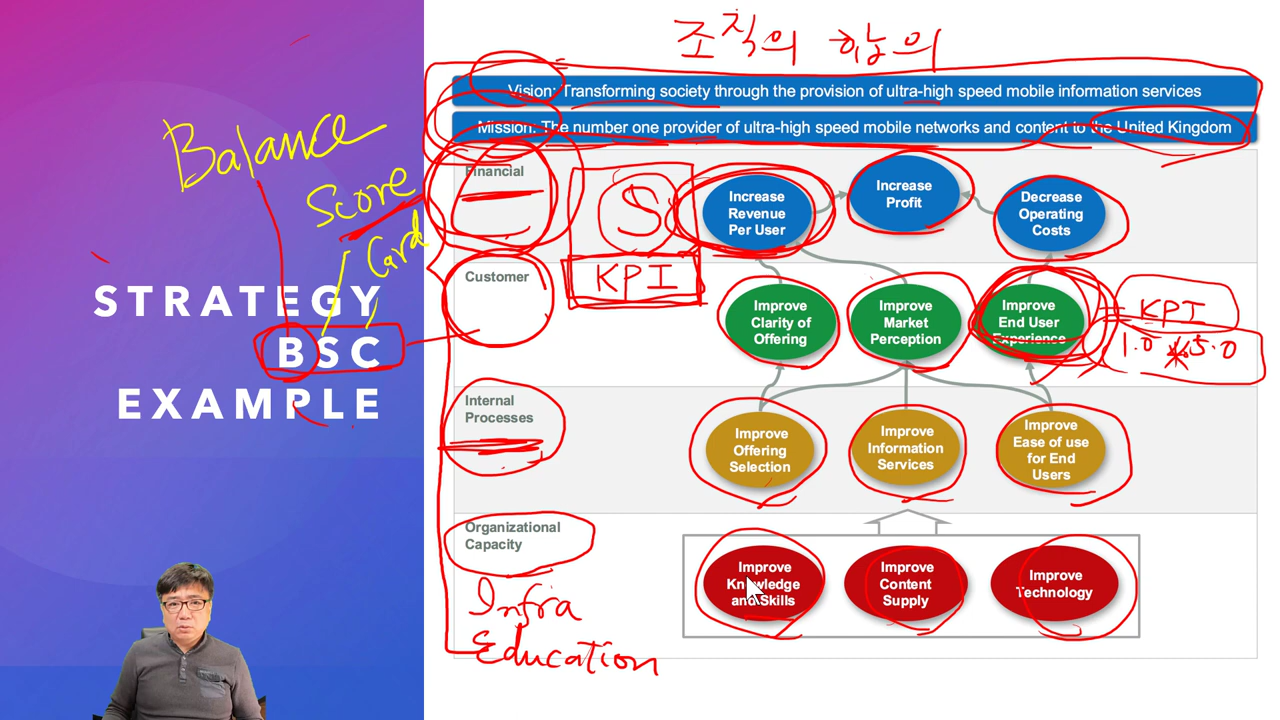 조직의 합의
Vision: Transforming society through the provision of ultra-high speed mobile information services
Mission: The number one provider of ultra-high speed mobile networks and content to the United Kingdom
Balance
Score
Card
STRATEGY
BSC
EXAMPLE
Financial
S
KPI
Increase
Revenue
Per User
Increase
Profit
Decrease
Operating
Costs
Customer
Improve
Clarity of
Offering
Improve
Market
Perception
Improve
End User
Experience
KPI
1.0 5.0
Internal
Processes
Improve
Offering
Selection
Improve
Information
Services
Improve
Ease of use
for End
Users
Organizational
Capacity
Infra
Education
Improve
Knowledge
and Skills
Improve
Content
Supply
Improve
Technology